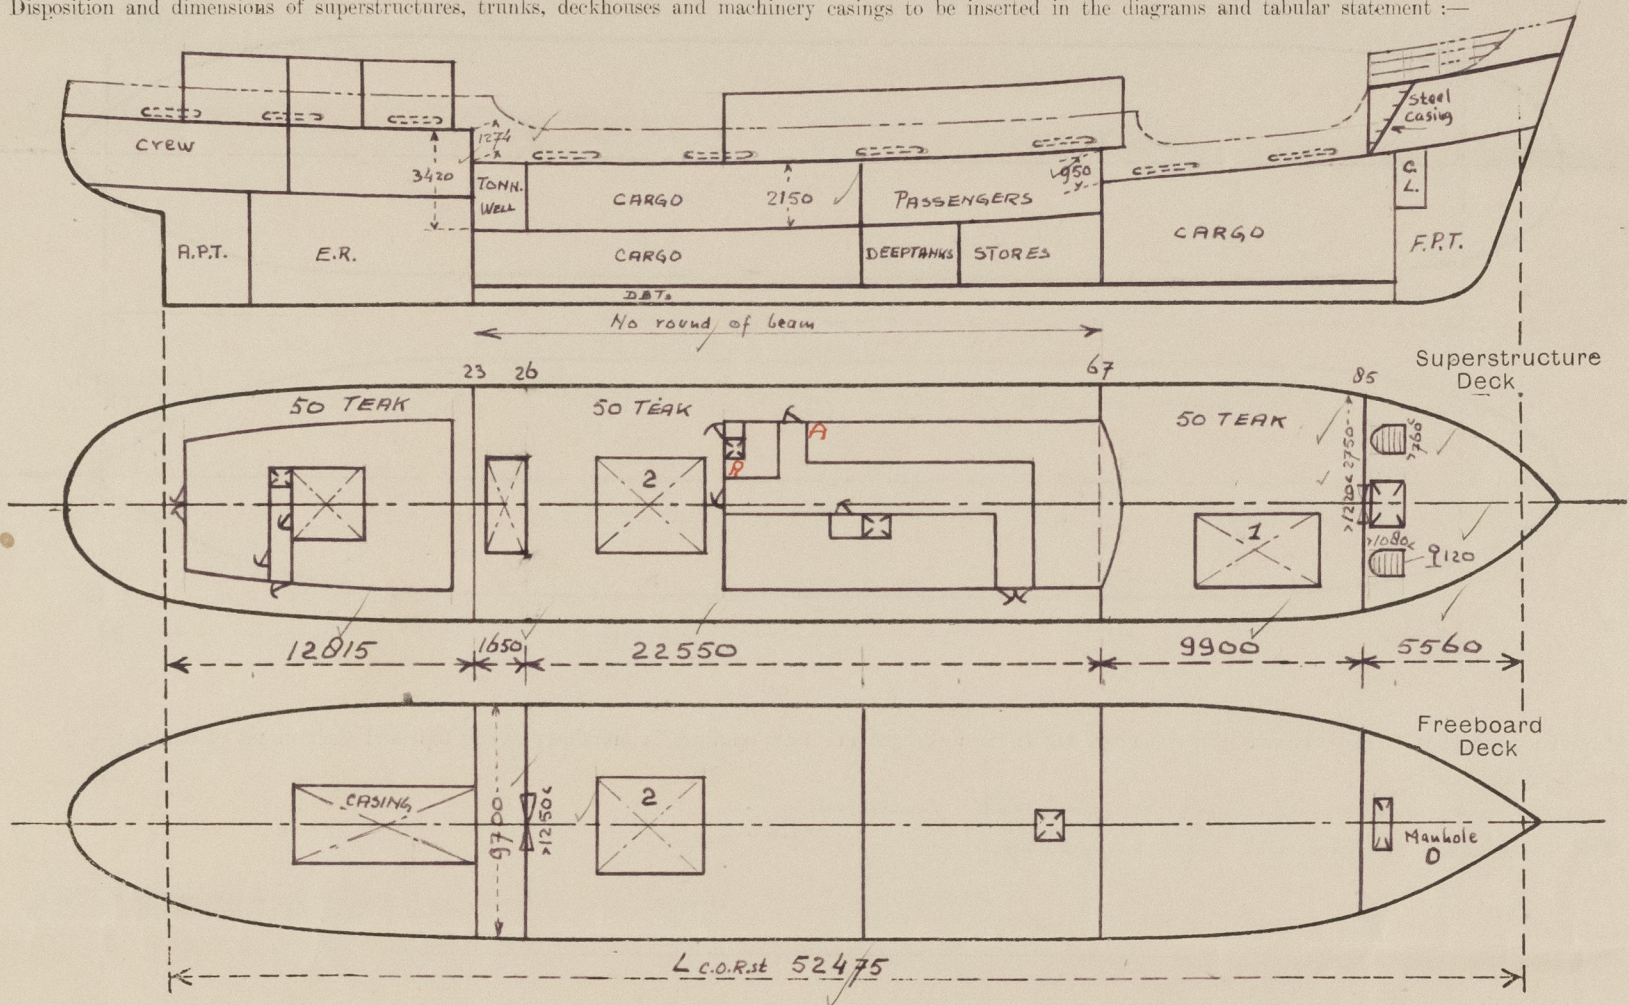 Disposition and dimensions of superstructures, trunks, deckhouses and machinery casings to be inserted in the diagrams and tabular statement :—
Steel casing
crew
1274
3420
TONN. WELL
CARGO
2150
PASSENGERS
950
C. L.
CARGO
F.P.T.
A.P.T.
E.R.
CARGO
DEEPTANKS
STORES
D.B.Ts
No round of beam
Superstructure Deck
23
26
67
85
50 TEAK
50 TEAK
50 TEAK
A
R
2
1
2750
1220
760
1080
120
12815
1650
22550
9900
5560
Freeboard Deck
CASING
9700
1250
2
Manhole
L C.O.R.st 52475